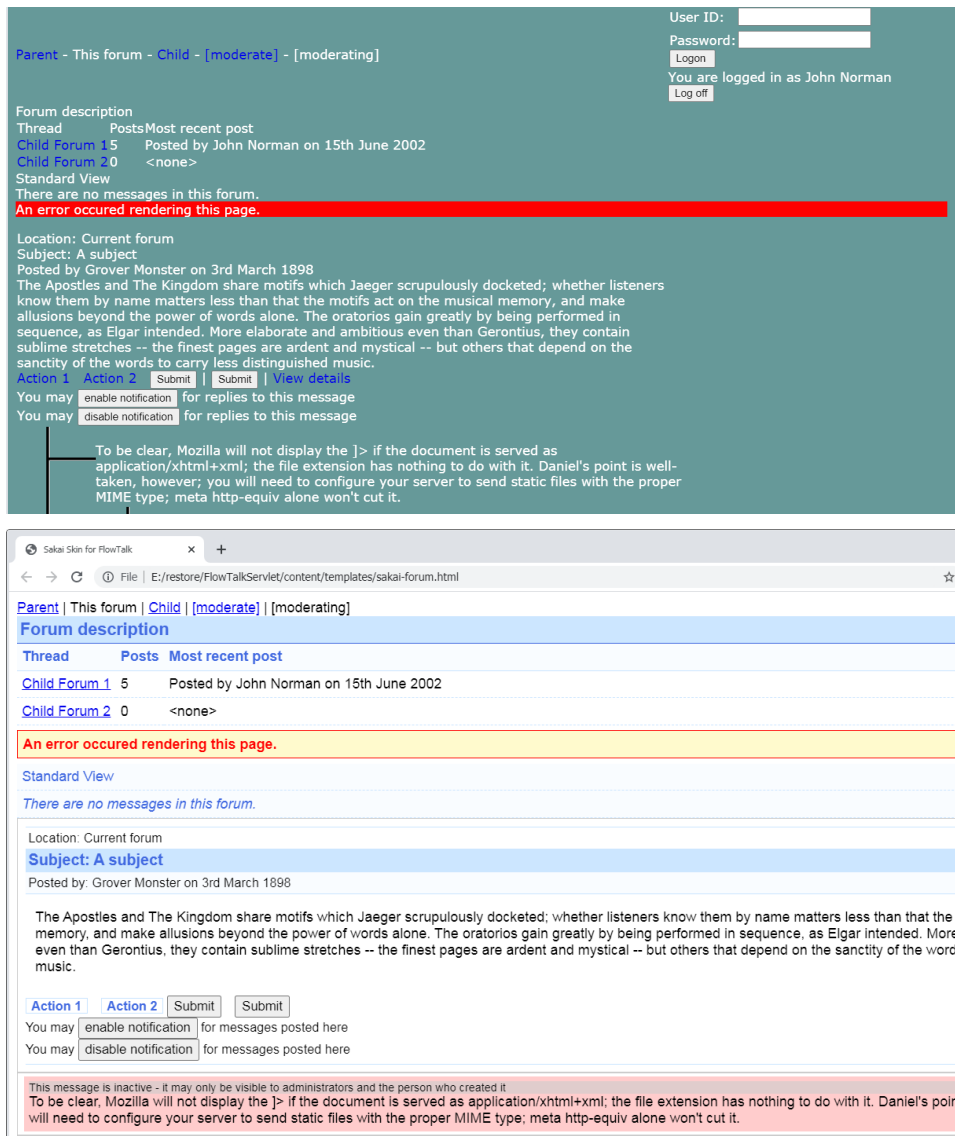 User ID:
Password:
Parent - This forum - Child - [moderate] - [moderating]
Logon
You are logged in as John Norman
Log off
Forum description
Thread Posts Most recent post
Child Forum 1 5 Posted by John Norman on 15th June 2002
Child Forum 2 0 <none>
Standard View
There are no messages in this forum.
An error occured rendering this page.
Location: Current forum
Subject: A subject
Posted by Grover Monster on 3rd March 1898
The Apostles and The Kingdom share motifs which Jaeger scrupulously docketed; whether listeners
know them by name matters less than that the motifs act on the musical memory, and make
allusions beyond the power of words alone. The oratorios gain greatly by being performed in
sequence, as Elgar intended. More elaborate and ambitious even than Gerontius, they contain
sublime stretches -- the finest pages are ardent and mystical -- but others that depend on the
sanctity of the words to carry less distinguished music.
Action 1 Action 2 Submit | Submit | View details
You may enable notification for replies to this message
You may disable notification for replies to this message
To be clear, Mozilla will not display the ]> if the document is served as
application/xhtml+xml; the file extension has nothing to do with it. Daniel's point is well-
taken, however; you will need to configure your server to send static files with the proper
MIME type; meta http-equiv alone won't cut it.
Sakai Skin for FlowTalk
File | E:/restore/FlowTalkServlet/content/templates/sakai-forum.html
Parent | This forum | Child | [moderate] | [moderating]
Forum description
Thread Posts Most recent post
Child Forum 1 5 Posted by John Norman on 15th June 2002
Child Forum 2 0 <none>
An error occured rendering this page.
Standard View
There are no messages in this forum.
Location: Current forum
Subject: A subject
Posted by: Grover Monster on 3rd March 1898
The Apostles and The Kingdom share motifs which Jaeger scrupulously docketed; whether listeners know them by name matters less than that the
memory, and make allusions beyond the power of words alone. The oratorios gain greatly by being performed in sequence, as Elgar intended. More
even than Gerontius, they contain sublime stretches -- the finest pages are ardent and mystical -- but others that depend on the sanctity of the word
music.
Action 1 Action 2 Submit Submit
You may enable notification for messages posted here
You may disable notification for messages posted here
This message is inactive - it may only be visible to administrators and the person who created it
To be clear, Mozilla will not display the ]> if the document is served as application/xhtml+xml; the file extension has nothing to do with it. Daniel's poin
will need to configure your server to send static files with the proper MIME type; meta http-equiv alone won't cut it.